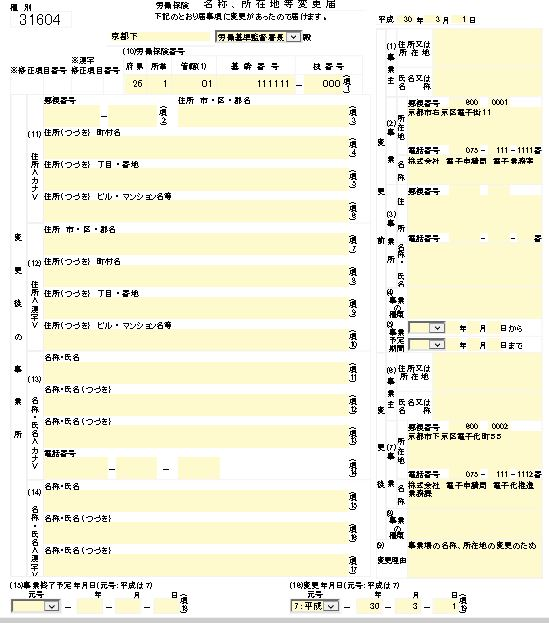 種別
31604
労働保険 名称、所在地等変更届
下記のとおり届事項に変更があったので届けます。
平成 30 年 3 月 1 日
京都下 労働基準監督署長 殿
(10)労働保険番号
※修正項目番号 ※漢字修正項目番号
府県 所掌 管轄(1) 基幹番号 枝番号
26 1 01 111111 － 000 (項1)
変更後の事業所
(11) 住所〈カナ〉
郵便番号 － (項2)
住所 市・区・郡名 (項3)
住所(つづき) 町村名 (項4)
住所(つづき) 丁目・番地
住所(つづき) ビル・マンション名等
(12) 住所〈漢字〉
住所 市・区・郡名 (項7)
住所(つづき) 町村名 (項8)
住所(つづき) 丁目・番地 (項9)
住所(つづき) ビル・マンション名等 (項10)
(13) 名称・氏名〈カナ〉
名称・氏名 (項11)
名称・氏名(つづき) (項12)
名称・氏名(つづき) (項13)
電話番号
－ － (項14)
(14) 名称・氏名〈漢字〉
名称・氏名 (項15)
名称・氏名(つづき) (項16)
名称・氏名(つづき) (項17)
(15)事業終了予定年月日(元号:平成は7)
元号 年 月 日
－ － － (項18)
(16)変更年月日(元号:平成は7)
元号 年 月 日
7:平成 － 30 － 3 － 1 (項19)
変更前
(1) 事業主
住所又は所在地
氏名又は名称
(2) 事業
所在地
郵便番号 600 0001
京都市右京区電子街11
電話番号 075－ 111－1111番
名称
株式会社 電子申請局 電子業務室
(3) 事業所
郵便番号
住所
電話番号 － － 番
名称・氏名
(4) 事業の種類
(5) 事業予定期間
年 月 日から
年 月 日まで
変更後
(6) 事業主
住所又は所在地
氏名又は名称
(7) 事業
所在地
郵便番号 600 0002
京都市下京区電子化町55
電話番号 075－ 111－1112番
名称
株式会社 電子申請局 電子化推進
業務課
(8) 事業の種類
(9) 変更理由
事業場の名称、所在地の変更のため